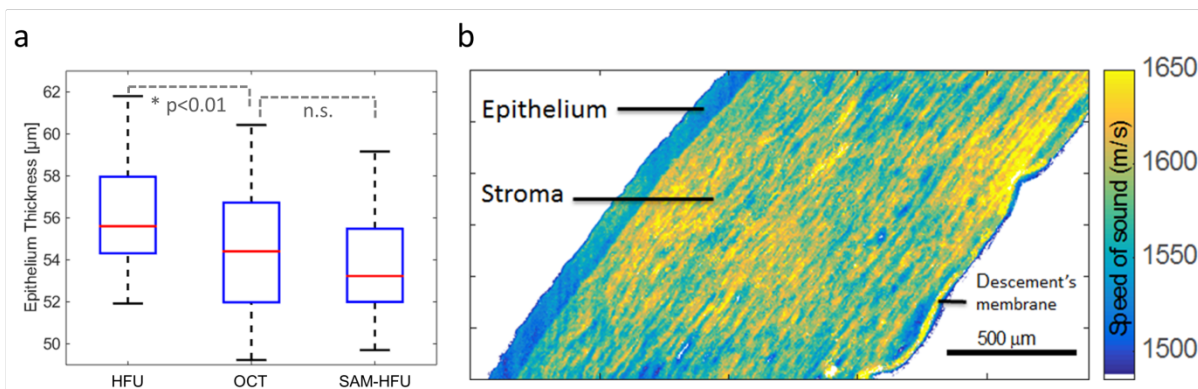 a
b
62
60
58
56
54
52
50
Epithelium Thickness [µm]
* p<0.01
n.s.
HFU
OCT
SAM-HFU
Epithelium
Stroma
Descement's
membrane
500 µm
1650
1600
1550
1500
Speed of sound (m/s)